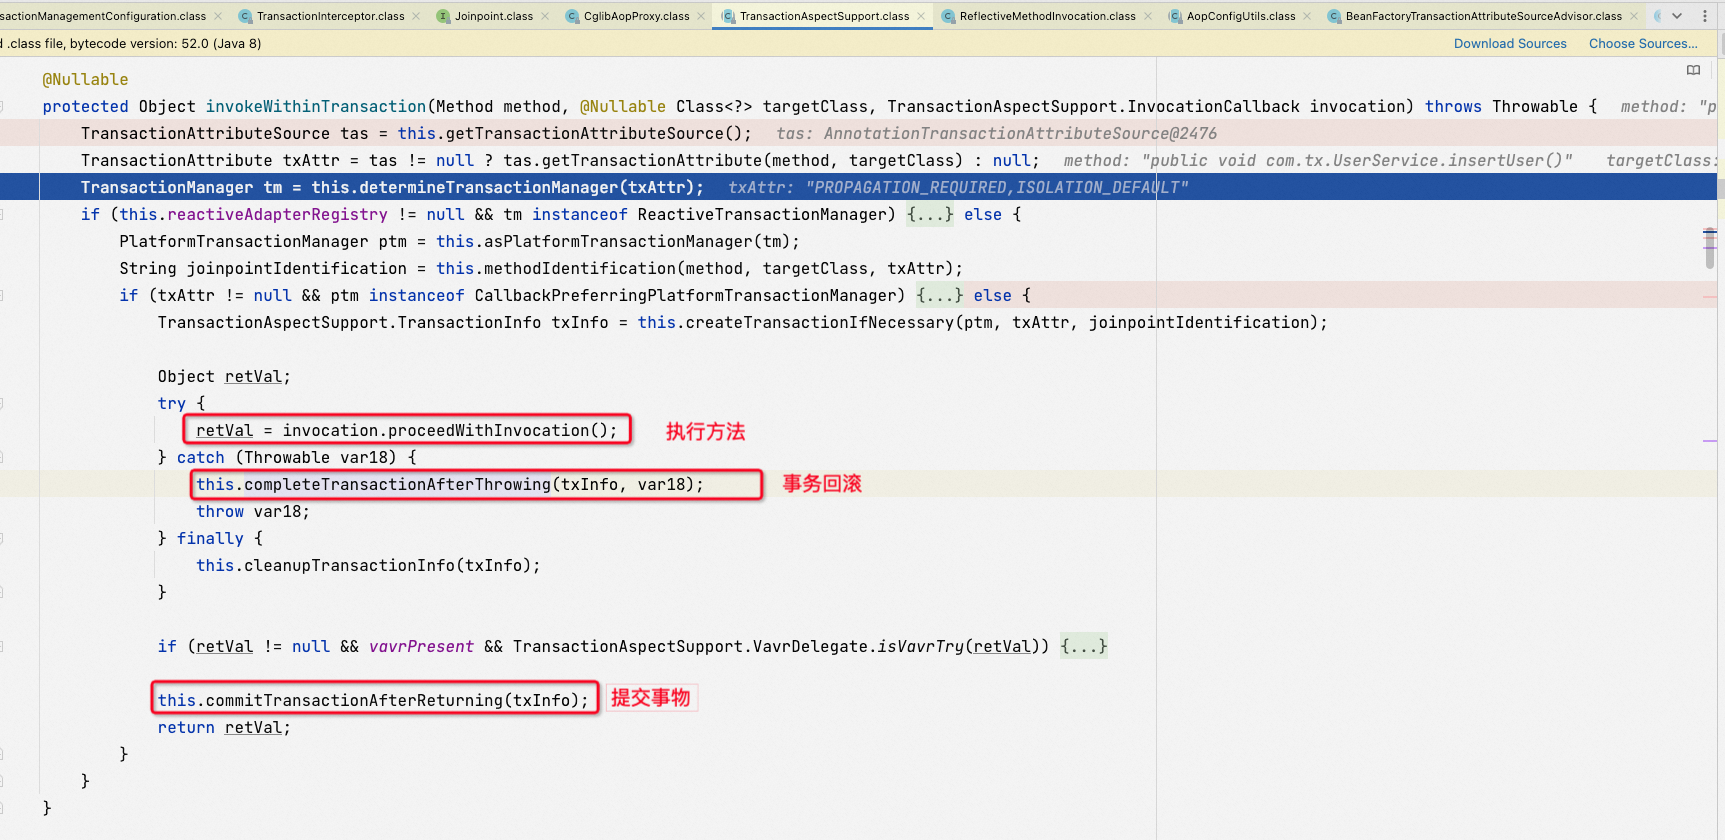 sactionManagementConfiguration.class TransactionInterceptor.class Joinpoint.class CglibAopProxy.class TransactionAspectSupport.class ReflectiveMethodInvocation.class AopConfigUtils.class BeanFactoryTransactionAttributeSourceAdvisor.class
d .class file, bytecode version: 52.0 (Java 8) Download Sources Choose Sources...
@Nullable
protected Object invokeWithinTransaction(Method method, @Nullable Class<?> targetClass, TransactionAspectSupport.InvocationCallback invocation) throws Throwable { method: "p
TransactionAttributeSource tas = this.getTransactionAttributeSource(); tas: AnnotationTransactionAttributeSource@2476
TransactionAttribute txAttr = tas != null ? tas.getTransactionAttribute(method, targetClass) : null; method: "public void com.tx.UserService.insertUser()" targetClass:
TransactionManager tm = this.determineTransactionManager(txAttr); txAttr: "PROPAGATION_REQUIRED,ISOLATION_DEFAULT"
if (this.reactiveAdapterRegistry != null && tm instanceof ReactiveTransactionManager) {...} else {
PlatformTransactionManager ptm = this.asPlatformTransactionManager(tm);
String joinpointIdentification = this.methodIdentification(method, targetClass, txAttr);
if (txAttr != null && ptm instanceof CallbackPreferringPlatformTransactionManager) {...} else {
TransactionAspectSupport.TransactionInfo txInfo = this.createTransactionIfNecessary(ptm, txAttr, joinpointIdentification);
Object retVal;
try {
retVal = invocation.proceedWithInvocation(); 执行方法
} catch (Throwable var18) {
this.completeTransactionAfterThrowing(txInfo, var18); 事务回滚
throw var18;
} finally {
this.cleanupTransactionInfo(txInfo);
}
if (retVal != null && vavrPresent && TransactionAspectSupport.VavrDelegate.isVavrTry(retVal)) {...}
this.commitTransactionAfterReturning(txInfo); 提交事物
return retVal;
}
}
}